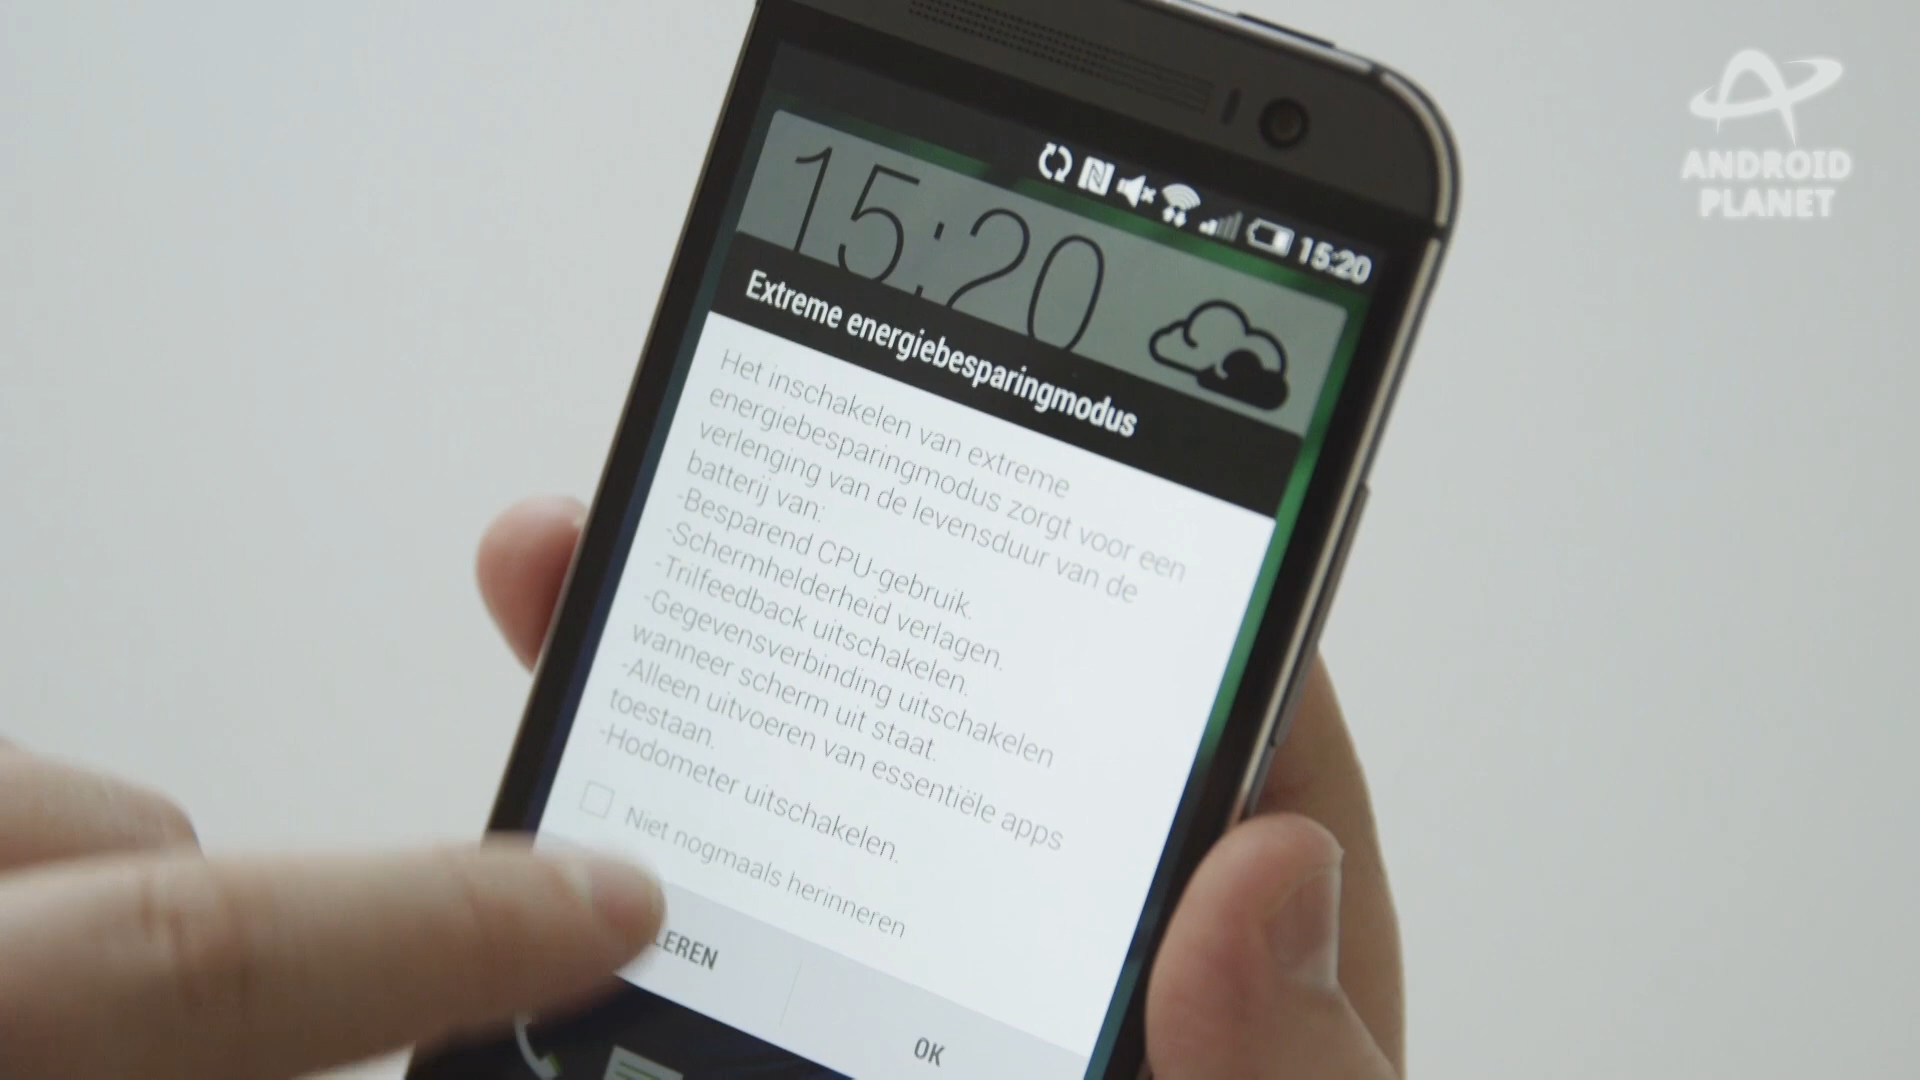 ANDROID
PLANET
15:20
15:20
Extreme energiebesparingmodus
Het inschakelen van extreme
energiebesparingmodus zorgt voor een
verlenging van de levensduur van de
batterij van:
-Besparend CPU-gebruik.
-Schermhelderheid verlagen.
-Trilfeedback uitschakelen.
-Gegevensverbinding uitschakelen
wanneer scherm uit staat.
-Alleen uitvoeren van essentiële apps
toestaan.
-Hodometer uitschakelen.
Niet nogmaals herinneren
OK